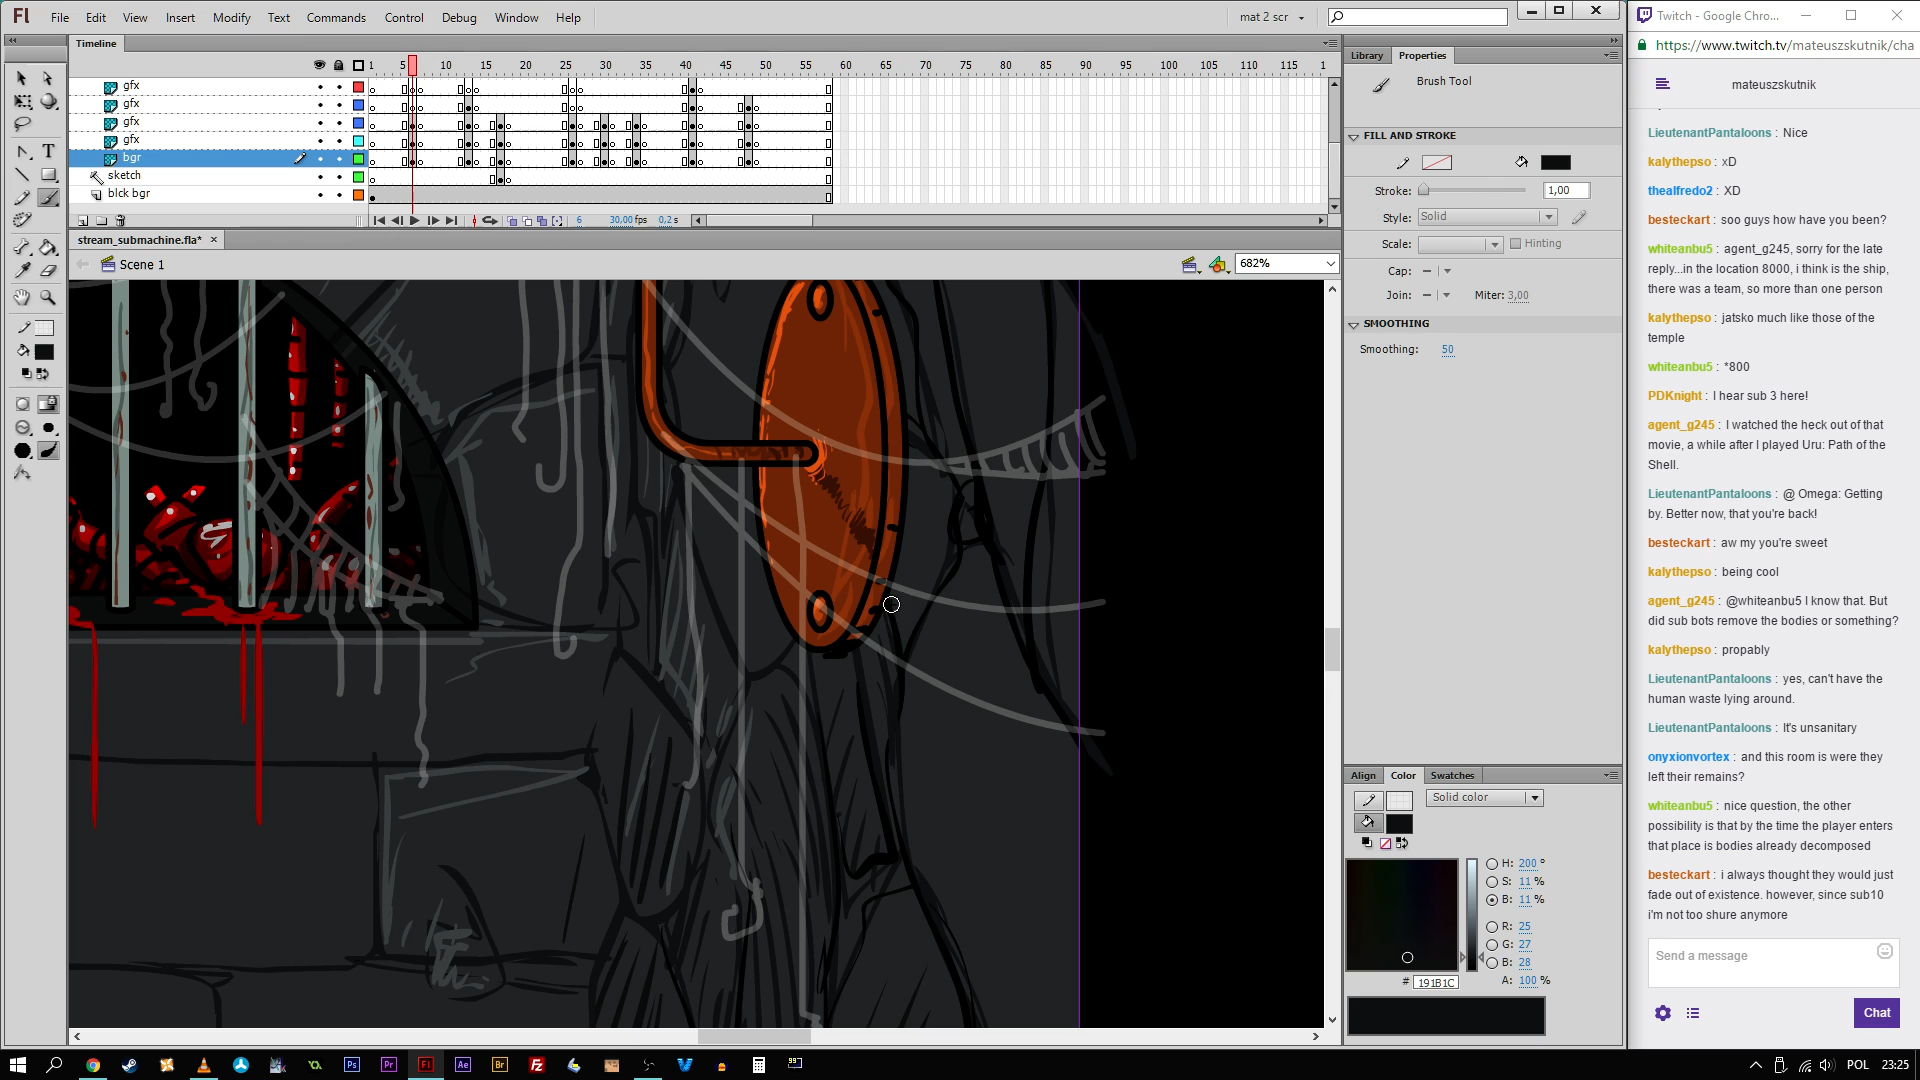 Fl File Edit View Insert Modify Text Commands Control Debug Window Help mat 2 scr
Timeline
1 5 10 15 20 25 30 35 40 45 50 55 60 65 70 75 80 85 90 95 100 105 110 115 1
gfx
gfx
gfx
gfx
bgr
sketch
blck bgr
6 30,00 fps 0,2 s
stream_submachine.fla*
Scene 1
682%
Library Properties
Brush Tool
FILL AND STROKE
Stroke: 1,00
Style: Solid
Scale: Hinting
Cap:
Join: Miter: 3,00
SMOOTHING
Smoothing: 50
Align Color Swatches
Solid color
H: 200 °
S: 11 %
B: 11 %
R: 25
G: 27
B: 28
A: 100 %
# 191B1C
Twitch - Google Chro...
https://www.twitch.tv/mateuszskutnik/cha
mateuszskutnik
LieutenantPantaloons : Nice
kalythepso : xD
thealfredo2 : XD
besteckart : soo guys how have you been?
whiteanbu5 : agent_g245, sorry for the late
reply...in the location 8000, i think is the ship,
there was a team, so more than one person
kalythepso : jatsko much like those of the
temple
whiteanbu5 : *800
PDKnight : I hear sub 3 here!
agent_g245 : I watched the heck out of that
movie, a while after I played Uru: Path of the
Shell.
LieutenantPantaloons : @ Omega: Getting
by. Better now, that you're back!
besteckart : aw my you're sweet
kalythepso : being cool
agent_g245 : @whiteanbu5 I know that. But
did sub bots remove the bodies or something?
kalythepso : propably
LieutenantPantaloons : yes, can't have the
human waste lying around.
LieutenantPantaloons : It's unsanitary
onyxionvortex : and this room is were they
left their remains?
whiteanbu5 : nice question, the other
possibility is that by the time the player enters
that place is bodies already decomposed
besteckart : i always thought they would just
fade out of existence. however, since sub10
i'm not too shure anymore
Send a message
Chat
Ps Pr Fl Ae Br Fz POL 23:25